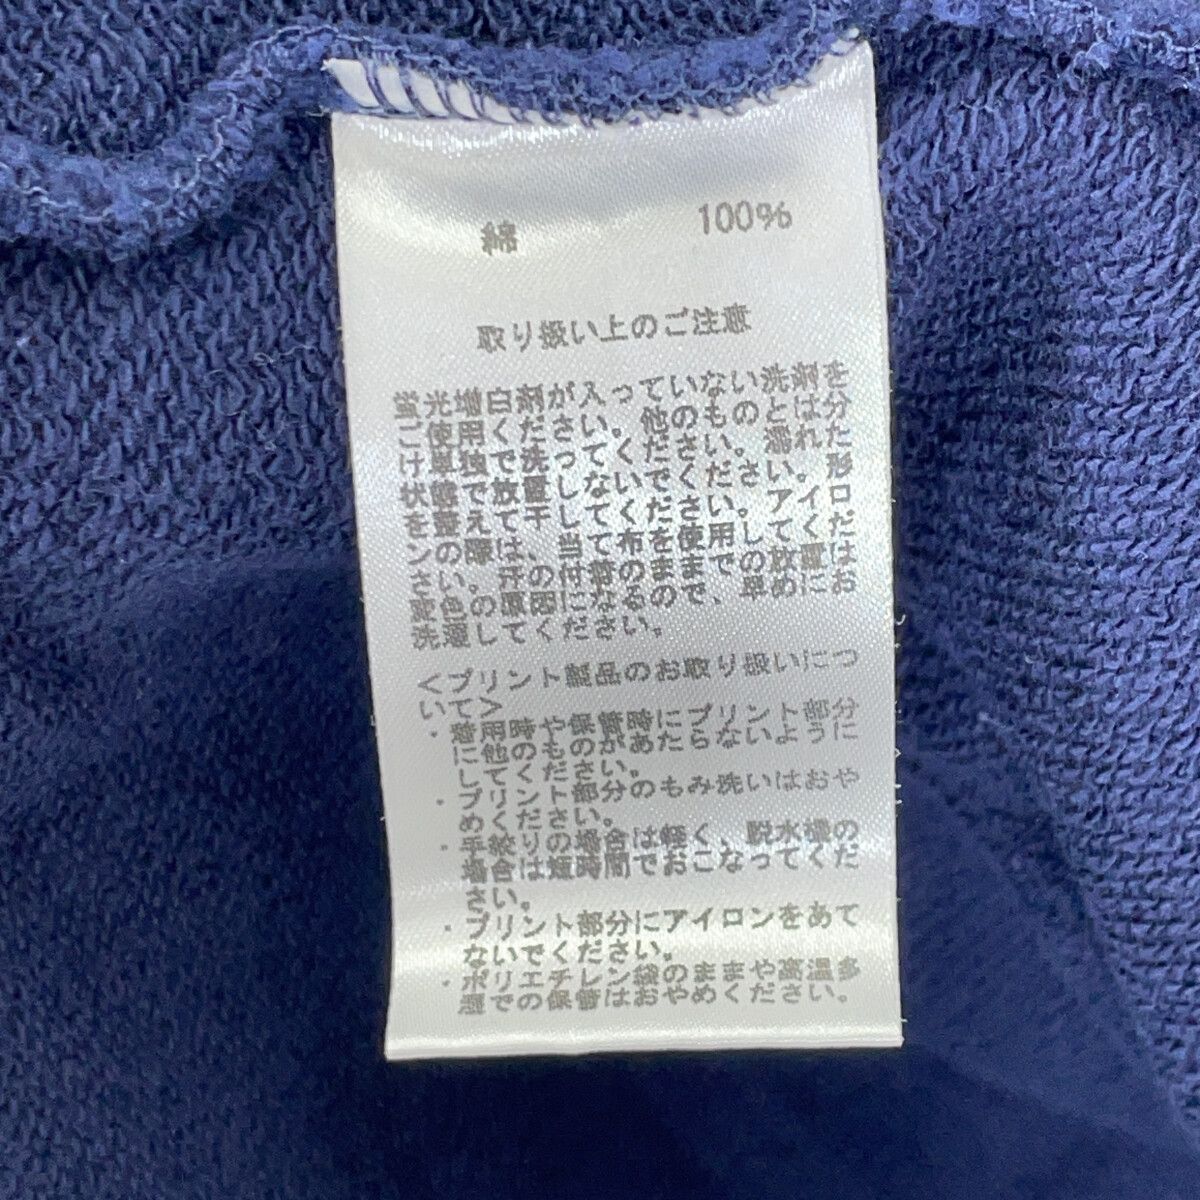 綿 100%
取り扱い上のご注意
蛍光増白剤が入っていない洗剤を
ご使用ください。他のものとは分
け単独で洗ってください。濡れた
状態で放置しないでください。形
を整えて干してください。アイロ
ンの際は、当て布を使用してくだ
さい。汗の付着のままでの放置は
変色の原因になるので、早めにお
洗濯してください。
＜プリント製品のお取り扱いにつ
いて＞
・着用時や保管時にプリント部分
に他のものがあたらないように
してください。
・プリント部分のもみ洗いはおや
めください。
・手絞りの場合は軽く、脱水機の
場合は短時間でおこなってくだ
さい。
・プリント部分にアイロンをあて
ないでください。
・ポリエチレン袋のままや高温多
湿での保管はおやめください。